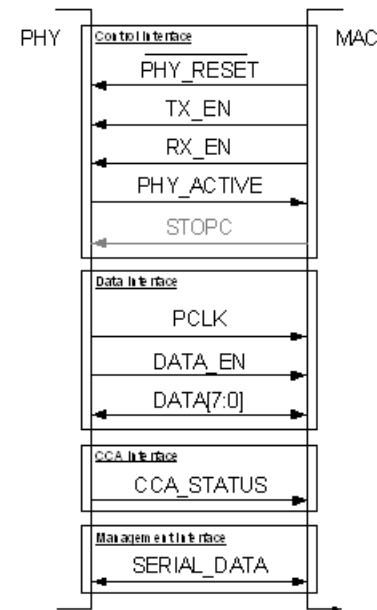 PHY
MAC
Control Interface
PHY_RESET
TX_EN
RX_EN
PHY_ACTIVE
STOPC
Data Interface
PCLK
DATA_EN
DATA[7:0]
CCA Interface
CCA_STATUS
Management Interface
SERIAL_DATA